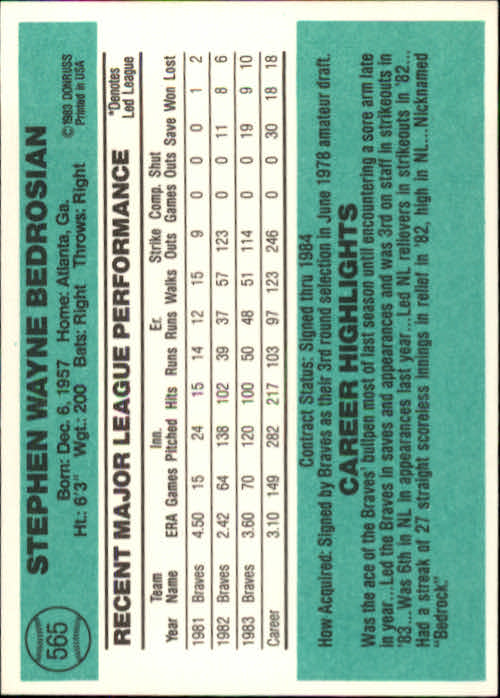 565
STEPHEN WAYNE BEDROSIAN
Born: Dec. 6, 1957 Home: Atlanta, Ga.
Ht.: 6'3" Wgt.: 200 Bats: Right Throws: Right
© 1983 DONRUSS
Printed in USA
RECENT MAJOR LEAGUE PERFORMANCE
*Denotes
Led League
Team Inn. Er. Strike Comp. Shut
Year Name ERA Games Pitched Hits Runs Runs Walks Outs Games Outs Save Won Lost
1981 Braves 4.50 15 24 15 14 12 15 9 0 0 0 1 2
1982 Braves 2.42 64 138 102 39 37 57 123 0 0 11 8 6
1983 Braves 3.60 70 120 100 50 48 51 114 0 0 19 9 10
Career 3.10 149 282 217 103 97 123 246 0 0 30 18 18
Contract Status: Signed thru 1984
How Acquired: Signed by Braves as their 3rd round selection in June 1978 amateur draft.
CAREER HIGHLIGHTS
Was the ace of the Braves' bullpen most of last season until encountering a sore arm late
in year...Led the Braves in saves and appearances and was 3rd on staff in strikeouts in
'83...Was 6th in NL in appearances last year...Led NL relievers in strikeouts in '82...
Had a streak of 27 straight scoreless innings in relief in '82, high in NL...Nicknamed
"Bedrock"